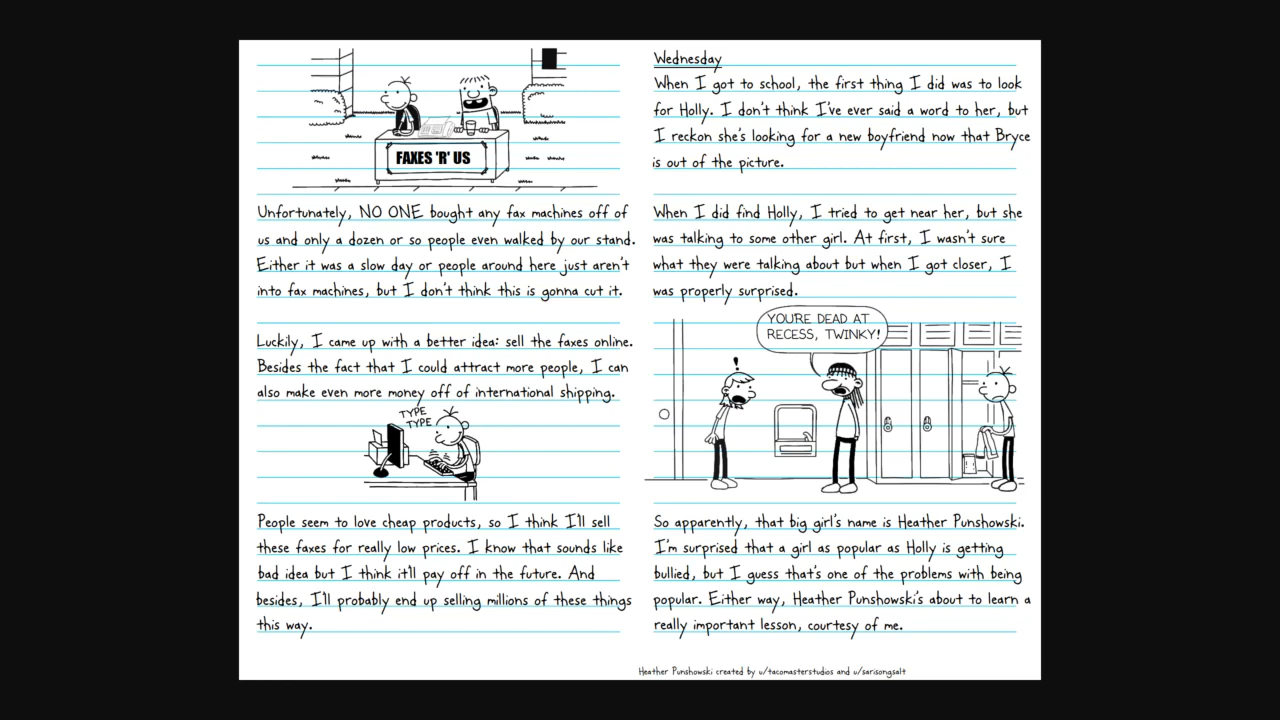 FAXES 'R' US
Unfortunately, NO ONE bought any fax machines off of
us and only a dozen or so people even walked by our stand.
Either it was a slow day or people around here just aren't
into fax machines, but I don't think this is gonna cut it.
Luckily, I came up with a better idea: sell the faxes online.
Besides the fact that I could attract more people, I can
also make even more money off of international shipping.
TYPE
TYPE
People seem to love cheap products, so I think I'll sell
these faxes for really low prices. I know that sounds like
bad idea but I think it'll pay off in the future. And
besides, I'll probably end up selling millions of these things
this way.
Wednesday
When I got to school, the first thing I did was to look
for Holly. I don't think I've ever said a word to her, but
I reckon she's looking for a new boyfriend now that Bryce
is out of the picture.
When I did find Holly, I tried to get near her, but she
was talking to some other girl. At first, I wasn't sure
what they were talking about but when I got closer, I
was properly surprised.
YOURE DEAD AT
RECESS, TWINKY!
!
So apparently, that big girl's name is Heather Punshowski.
I'm surprised that a girl as popular as Holly is getting
bullied, but I guess that's one of the problems with being
popular. Either way, Heather Punshowski's about to learn a
really important lesson, courtesy of me.
Heather Punshowski created by u/tacomasterstudios and u/sarisongsalt